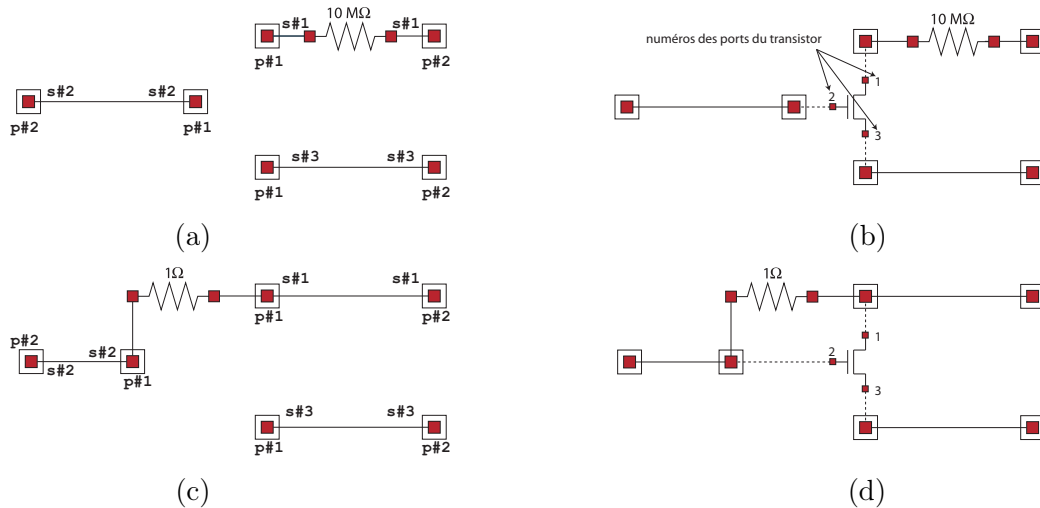 s#1 10 MΩ s#1
p#1 p#2
s#2 s#2
p#2 p#1
s#3 s#3
p#1 p#2
(a)
10 MΩ
numéros des ports du transistor
1
2
3
(b)
1Ω
s#1 s#1
p#1 p#2
p#2
s#2 s#2
p#1
s#3 s#3
p#1 p#2
(c)
1Ω
1
2
3
(d)